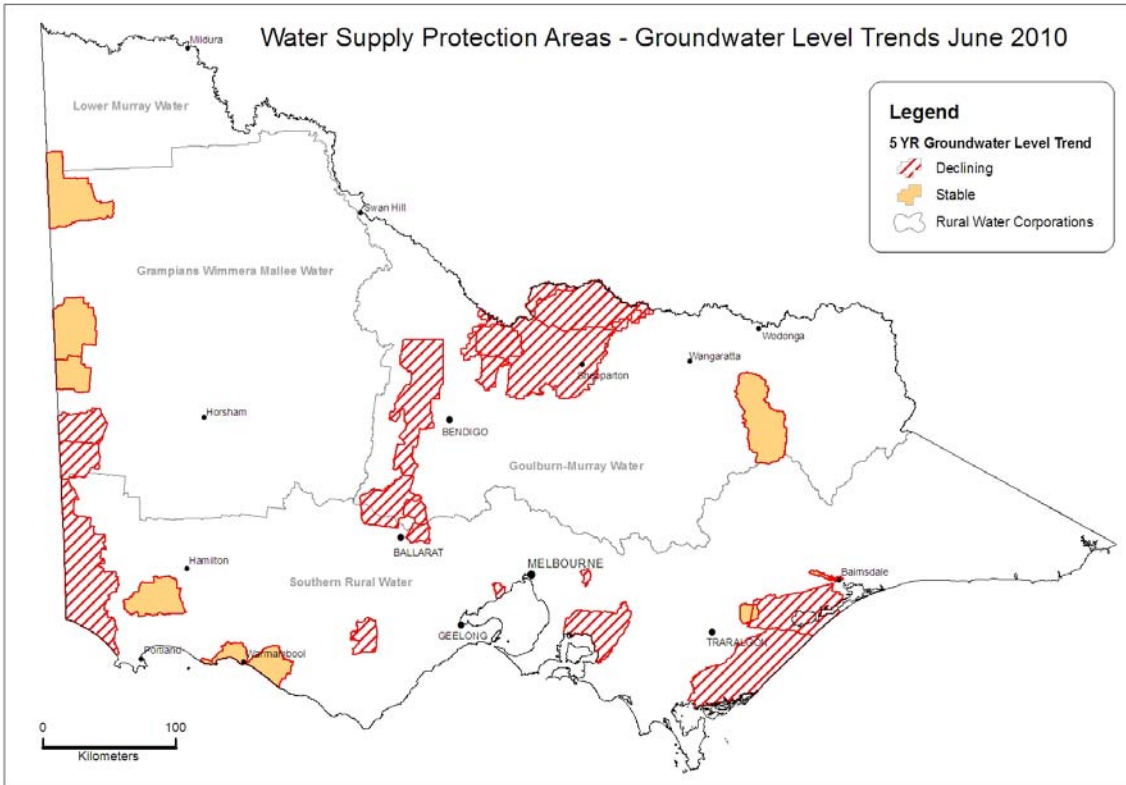 Water Supply Protection Areas - Groundwater Level Trends June 2010
Mildura
Lower Murray Water
Legend
5 YR Groundwater Level Trend
Declining
Stable
Rural Water Corporations
Swan Hill
Grampians Wimmera Mallee Water
Wodonga
Wangaratta
Shepparton
Horsham
BENDIGO
Goulburn-Murray Water
BALLARAT
Hamilton
MELBOURNE
Southern Rural Water
Bairnsdale
GEELONG
TRARALGON
Portland
Warrnambool
0 100
Kilometers